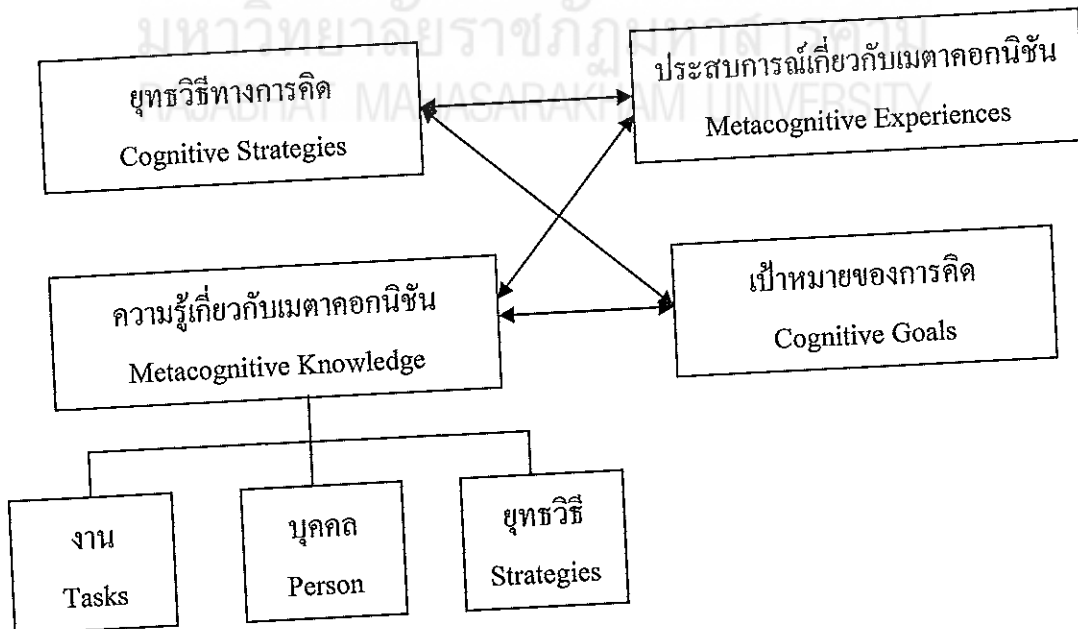 มหาวิทยาลัยราชภัฏมหาสารคาม
RAJABHAT MAHASARAKHAM UNIVERSITY
ยุทธวิธีทางการคิด
Cognitive Strategies
ประสบการณ์เกี่ยวกับเมตาคอกนิชัน
Metacognitive Experiences
ความรู้เกี่ยวกับเมตาคอกนิชัน
Metacognitive Knowledge
เป้าหมายของการคิด
Cognitive Goals
งาน
Tasks
บุคคล
Person
ยุทธวิธี
Strategies